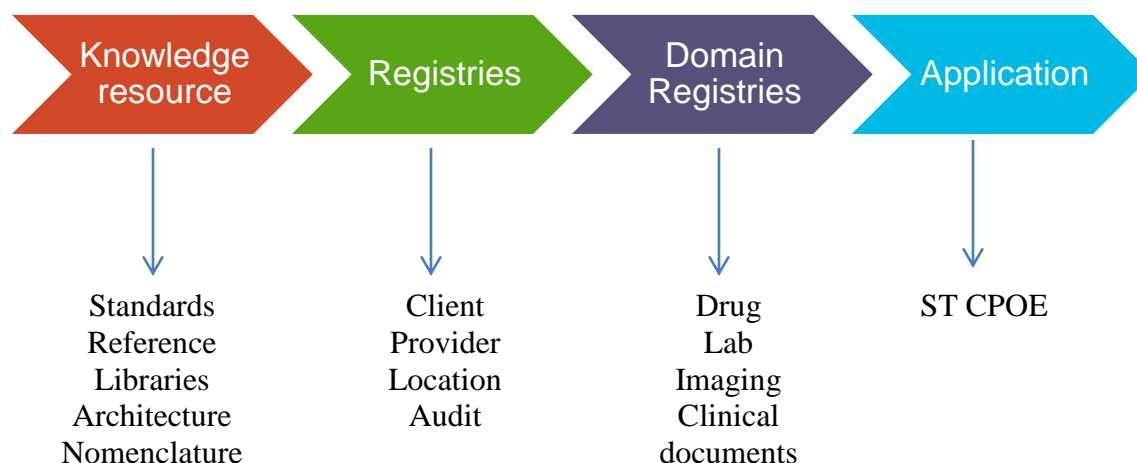 Knowledge
resource
Registries
Domain
Registries
Application
Standards
Reference
Libraries
Architecture
Nomenclature
Client
Provider
Location
Audit
Drug
Lab
Imaging
Clinical
documents
ST CPOE